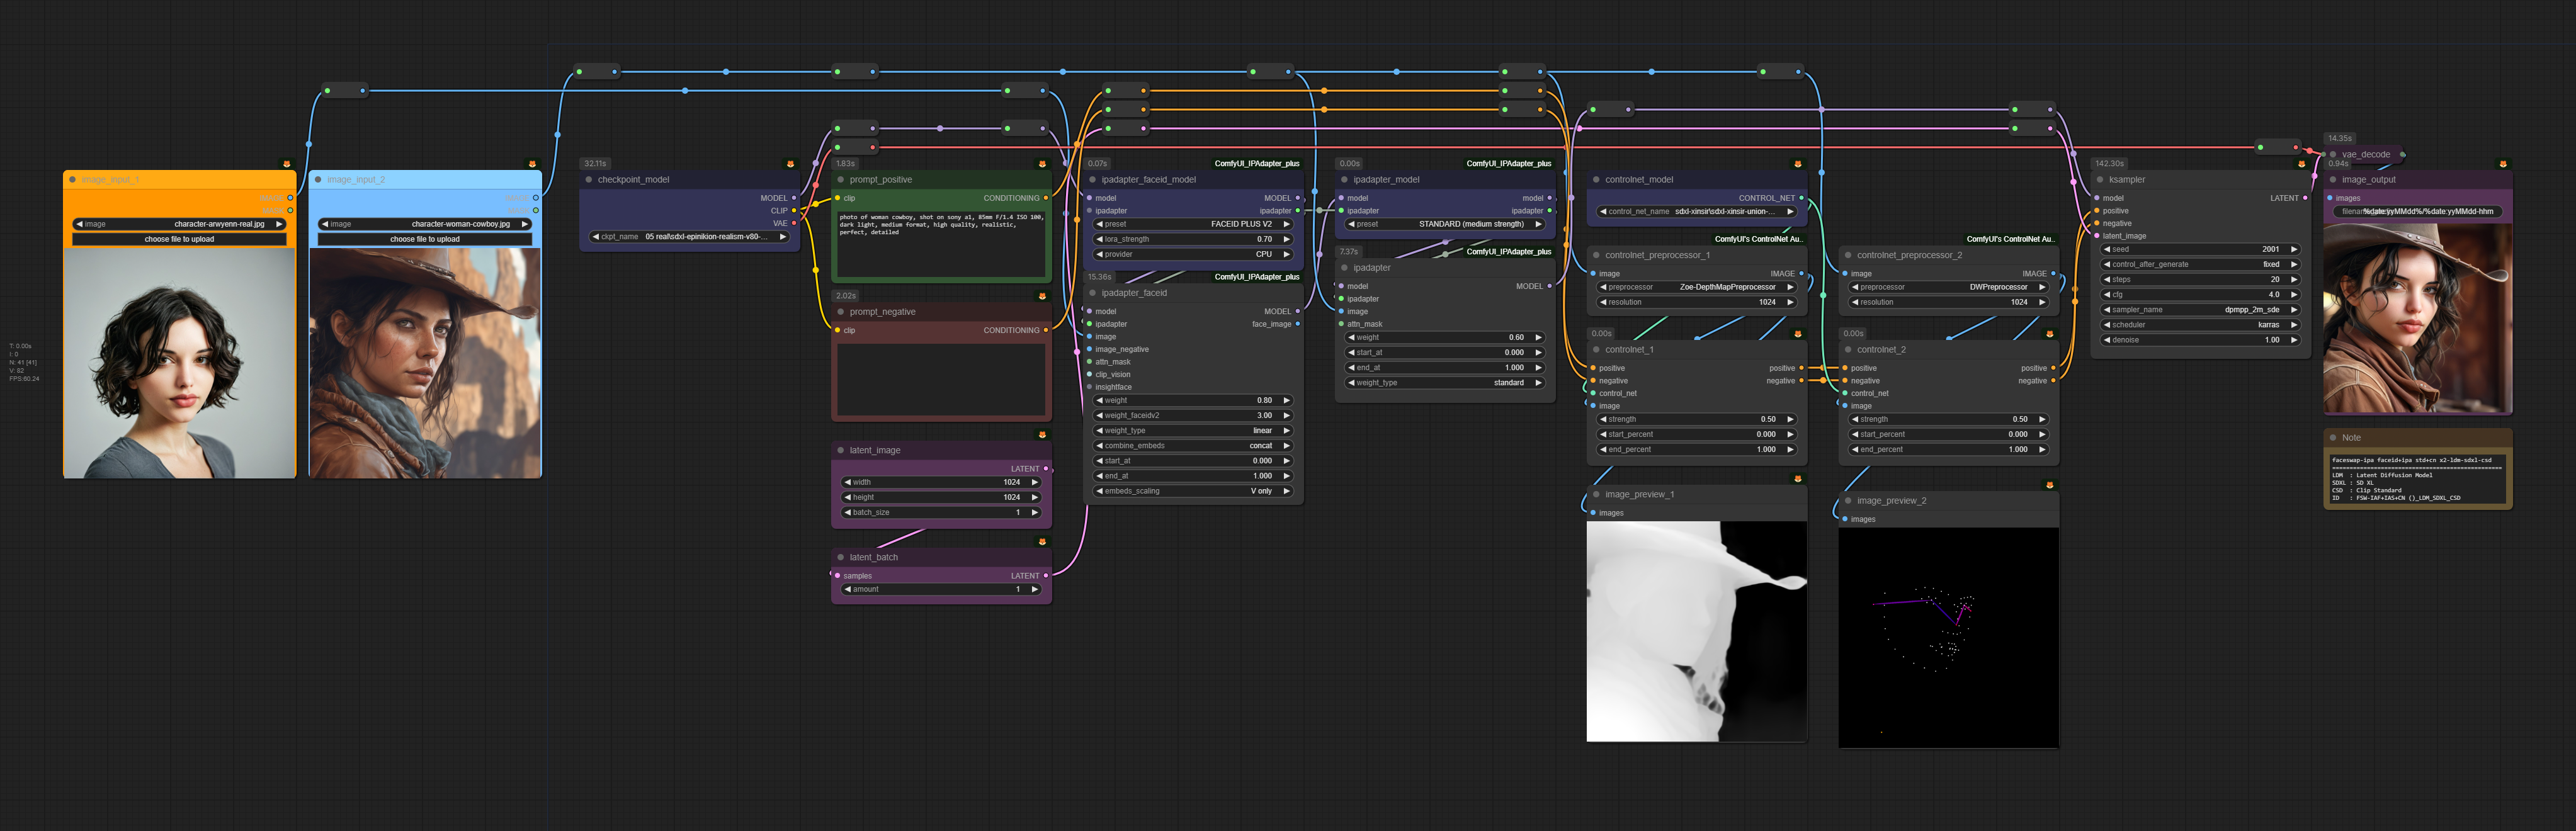 T: 0.00s
I: 0
N: 41 [41]
V: 82
FPS:60.24
image_input_1
image
character-arwyenn-real.jpg
choose file to upload
image_input_2
image
character-woman-cowboy.jpg
choose file to upload
32.11s
checkpoint_model
MODEL
CLIP
VAE
ckpt_name
05 real\sdxl-epinikion-realism-v80-...
1.83s
prompt_positive
clip
CONDITIONING
photo of woman cowboy, shot on sony a1, 85mm F/1.4 ISO 100,
dark light, medium format, high quality, realistic,
perfect, detailed
2.02s
prompt_negative
clip
CONDITIONING
latent_image
LATENT
width
1024
height
1024
batch_size
1
latent_batch
samples
LATENT
amount
1
0.07s
ComfyUI_IPAdapter_plus
ipadapter_faceid_model
model
MODEL
ipadapter
ipadapter
preset
FACEID PLUS V2
lora_strength
0.70
provider
CPU
15.36s
ComfyUI_IPAdapter_plus
ipadapter_faceid
model
MODEL
ipadapter
face_image
image
image_negative
attn_mask
clip_vision
insightface
weight
0.80
weight_faceidv2
3.00
weight_type
linear
combine_embeds
concat
start_at
0.000
end_at
1.000
embeds_scaling
V only
0.00s
ComfyUI_IPAdapter_plus
ipadapter_model
model
model
ipadapter
ipadapter
preset
STANDARD (medium strength)
7.37s
ComfyUI_IPAdapter_plus
ipadapter
model
MODEL
ipadapter
image
attn_mask
weight
0.60
start_at
0.000
end_at
1.000
weight_type
standard
controlnet_model
CONTROL_NET
control_net_name
sdxl-xinsir\sdxl-xinsir-union-...
ComfyUI's ControlNet Au..
controlnet_preprocessor_1
image
IMAGE
preprocessor
Zoe-DepthMapPreprocessor
resolution
1024
0.00s
controlnet_1
positive
positive
negative
negative
control_net
image
strength
0.50
start_percent
0.000
end_percent
1.000
image_preview_1
images
ComfyUI's ControlNet Au..
controlnet_preprocessor_2
image
IMAGE
preprocessor
DWPreprocessor
resolution
1024
0.00s
controlnet_2
positive
positive
negative
negative
control_net
image
strength
0.50
start_percent
0.000
end_percent
1.000
image_preview_2
images
142.30s
ksampler
model
LATENT
positive
negative
latent_image
seed
2001
control_after_generate
fixed
steps
20
cfg
4.0
sampler_name
dpmpp_2m_sde
scheduler
karras
denoise
1.00
14.35s
vae_decode
0.94s
image_output
images
%date:yyMMdd%/%date:yyMMdd-hhm
Note
faceswap-ipa faceid+ipa std+cn x2-ldm-sdxl-csd
==================================================
LDM : Latent Diffusion Model
SDXL : SD XL
CSD : Clip Standard
ID : FSW-IAF+IAS+CN ()_LDM_SDXL_CSD